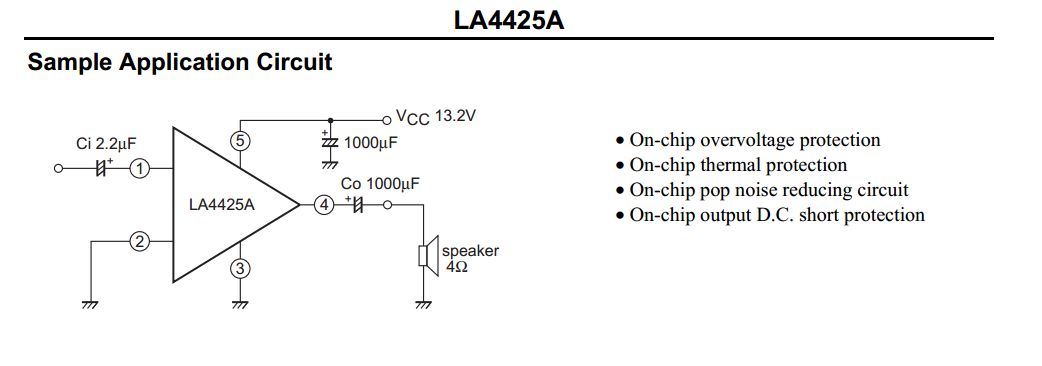 LA4425A
Sample Application Circuit
VCC 13.2V
Ci 2.2μF
5
+
1000μF
+
1
Co 1000μF
LA4425A
4
+
2
speaker
4Ω
3
• On-chip overvoltage protection
• On-chip thermal protection
• On-chip pop noise reducing circuit
• On-chip output D.C. short protection